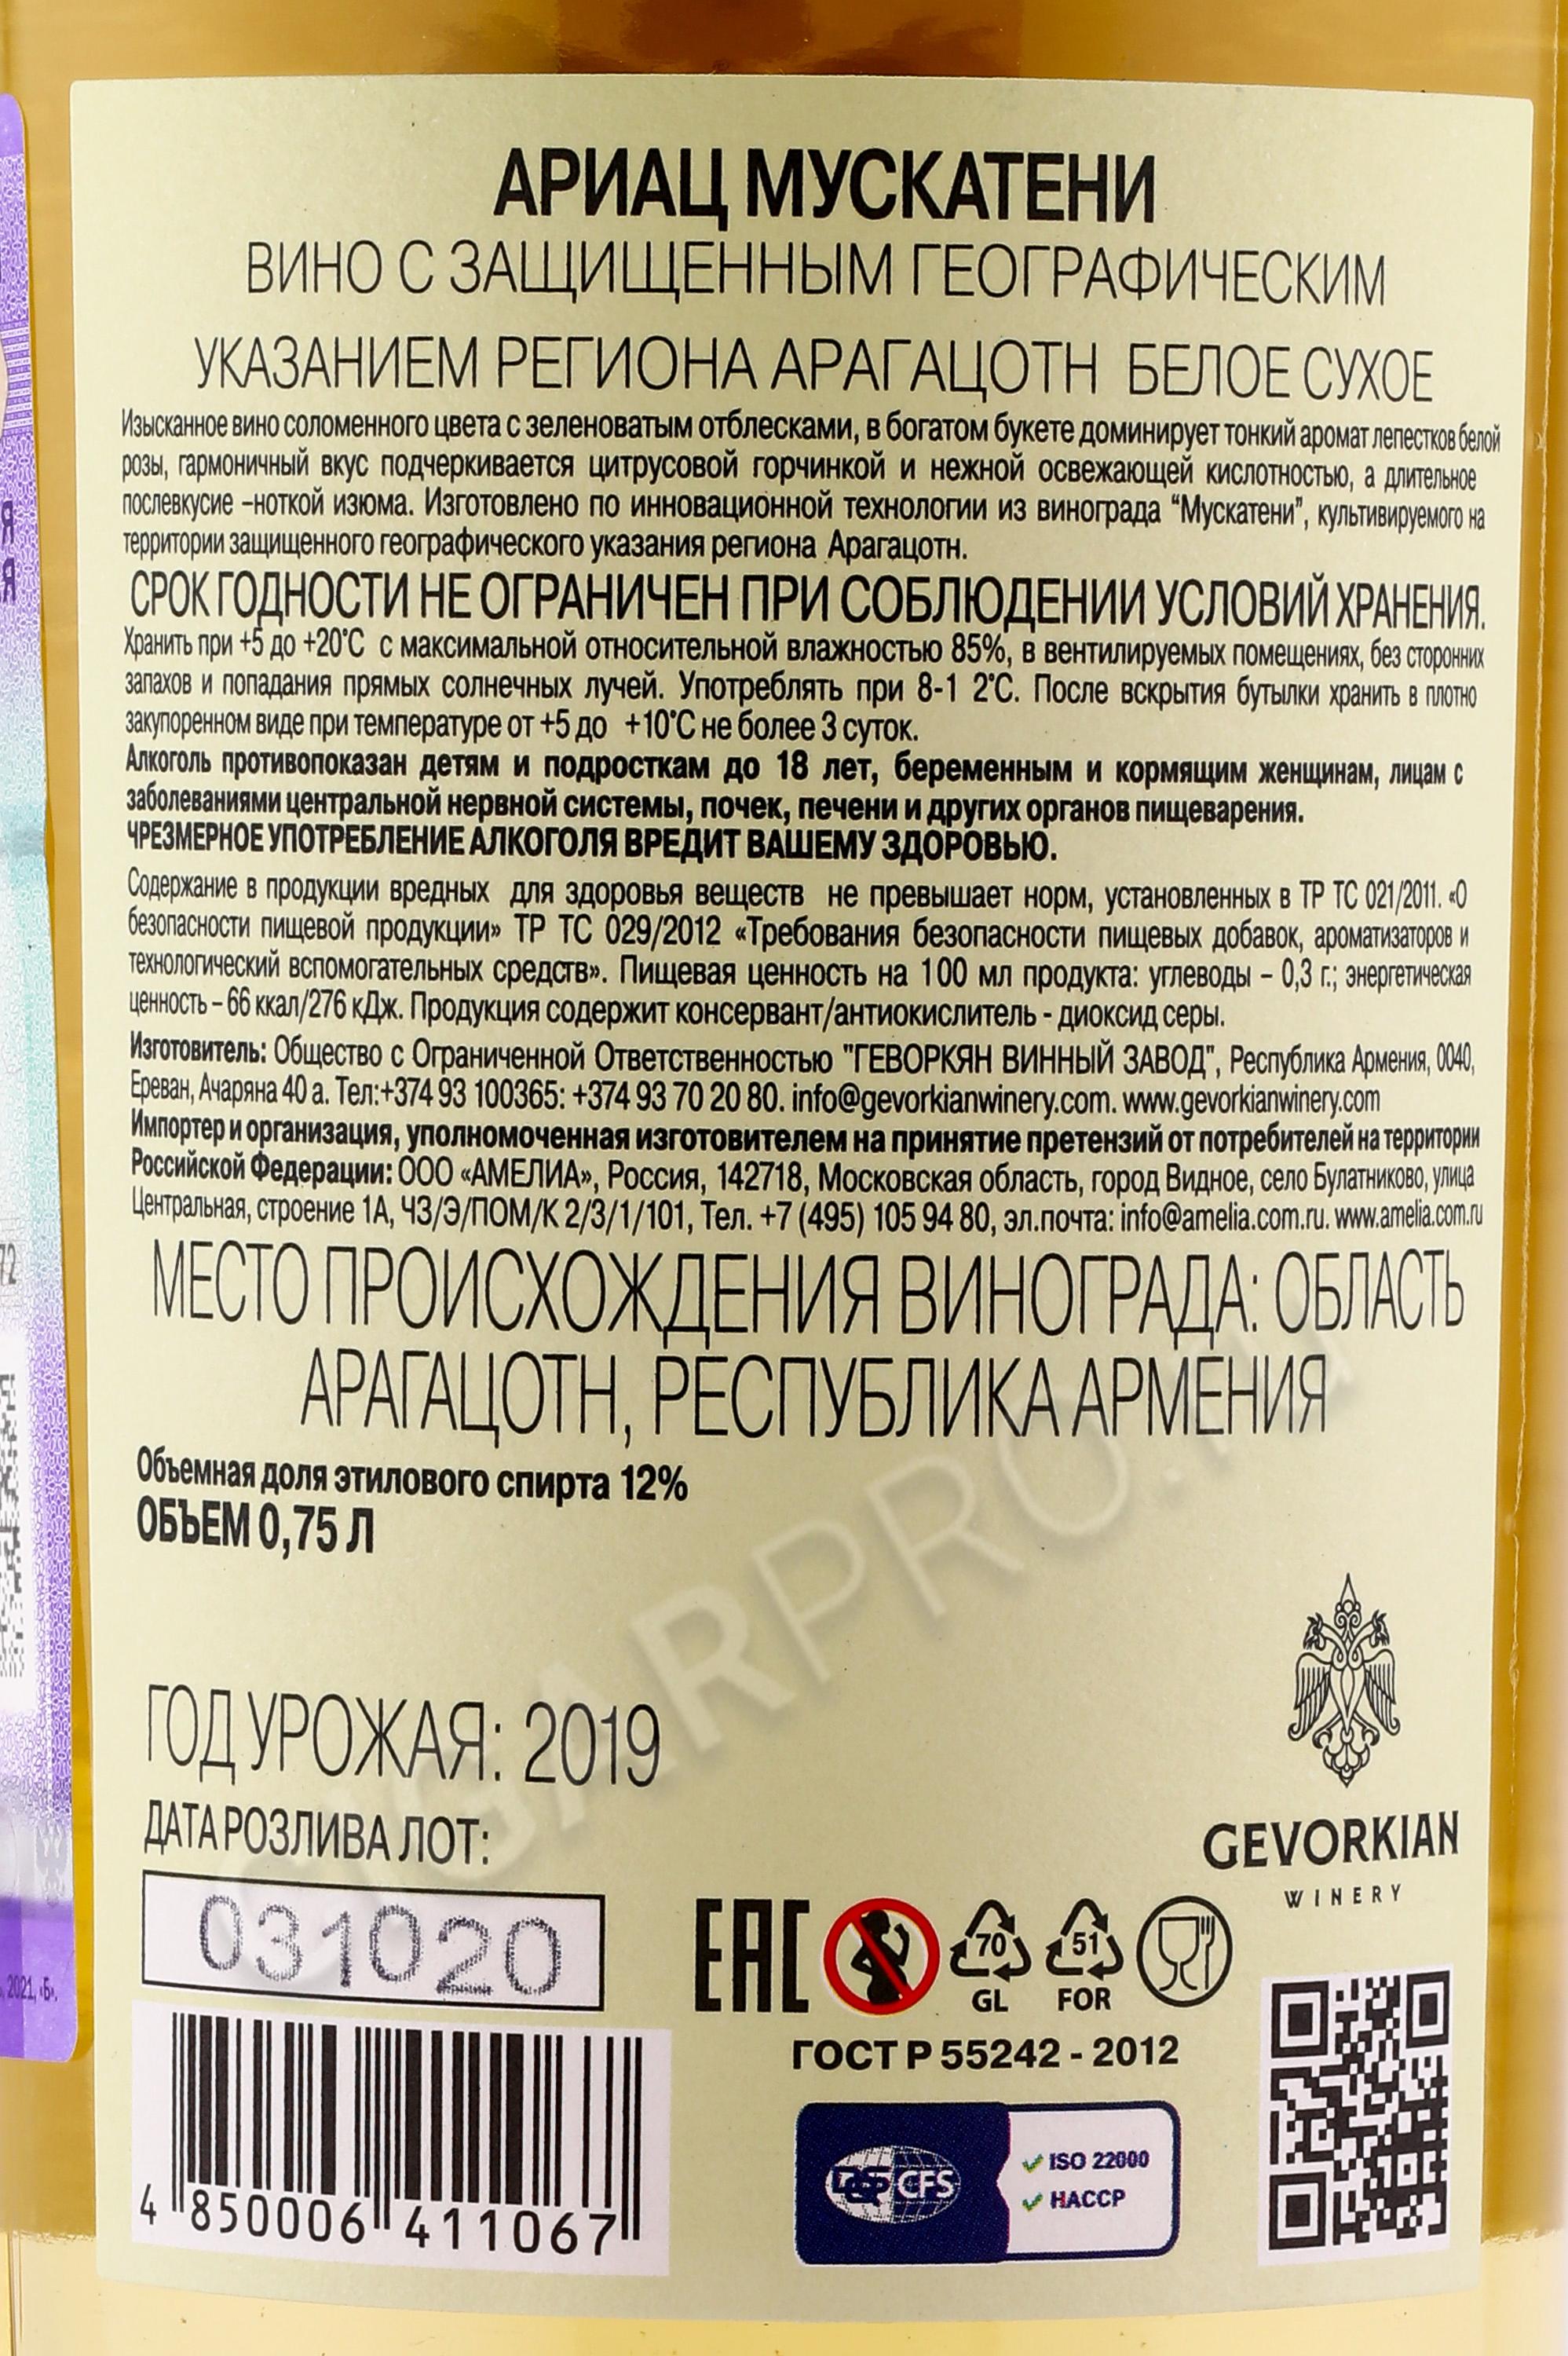 АРИАЦ МУСКАТЕНИ
ВИНО С ЗАЩИЩЕННЫМ ГЕОГРАФИЧЕСКИМ
УКАЗАНИЕМ РЕГИОНА АРАГАЦОТН БЕЛОЕ СУХОЕ
Изысканное вино соломенного цвета с зеленоватым отблесками, в богатом букете доминирует тонкий аромат лепестков белой
розы, гармоничный вкус подчеркивается цитрусовой горчинкой и нежной освежающей кислотностью, а длительное
послевкусие –ноткой изюма. Изготовлено по инновационной технологии из винограда “Мускатени”, культивируемого на
территории защищенного географического указания региона Арагацотн.
СРОК ГОДНОСТИ НЕ ОГРАНИЧЕН ПРИ СОБЛЮДЕНИИ УСЛОВИЙ ХРАНЕНИЯ.
Хранить при +5 до +20°С с максимальной относительной влажностью 85%, в вентилируемых помещениях, без сторонних
запахов и попадания прямых солнечных лучей. Употреблять при 8-1 2°С. После вскрытия бутылки хранить в плотно
закупоренном виде при температуре от +5 до +10°С не более 3 суток.
Алкоголь противопоказан детям и подросткам до 18 лет, беременным и кормящим женщинам, лицам с
заболеваниями центральной нервной системы, почек, печени и других органов пищеварения.
ЧРЕЗМЕРНОЕ УПОТРЕБЛЕНИЕ АЛКОГОЛЯ ВРЕДИТ ВАШЕМУ ЗДОРОВЬЮ.
Содержание в продукции вредных для здоровья веществ не превышает норм, установленных в ТР ТС 021/2011. «О
безопасности пищевой продукции» ТР ТС 029/2012 «Требования безопасности пищевых добавок, ароматизаторов и
технологический вспомогательных средств». Пищевая ценность на 100 мл продукта: углеводы – 0,3 г.; энергетическая
ценность – 66 ккал/276 кДж. Продукция содержит консервант/антиокислитель - диоксид серы.
Изготовитель: Общество с Ограниченной Ответственностью "ГЕВОРКЯН ВИННЫЙ ЗАВОД", Республика Армения, 0040,
Ереван, Ачаряна 40 а. Тел:+374 93 100365: +374 93 70 20 80. info@gevorkianwinery.com. www.gevorkianwinery.com
Импортер и организация, уполномоченная изготовителем на принятие претензий от потребителей на территории
Российской Федерации: ООО «АМЕЛИА», Россия, 142718, Московская область, город Видное, село Булатниково, улица
Центральная, строение 1А, ЧЗ/Э/ПОМ/К 2/3/1/101, Тел. +7 (495) 105 94 80, эл.почта: info@amelia.com.ru. www.amelia.com.ru
МЕСТО ПРОИСХОЖДЕНИЯ ВИНОГРАДА: ОБЛАСТЬ
АРАГАЦОТН, РЕСПУБЛИКА АРМЕНИЯ
Объемная доля этилового спирта 12%
ОБЪЕМ 0,75 Л
ГОД УРОЖАЯ: 2019
ДАТА РОЗЛИВА ЛОТ:
031020
GEVORKIAN
WINERY
ЕАС
70
GL
51
FOR
ГОСТ Р 55242 - 2012
CFS
ISO 22000
HACCP
4 850006 411067
2021, «Б».
72